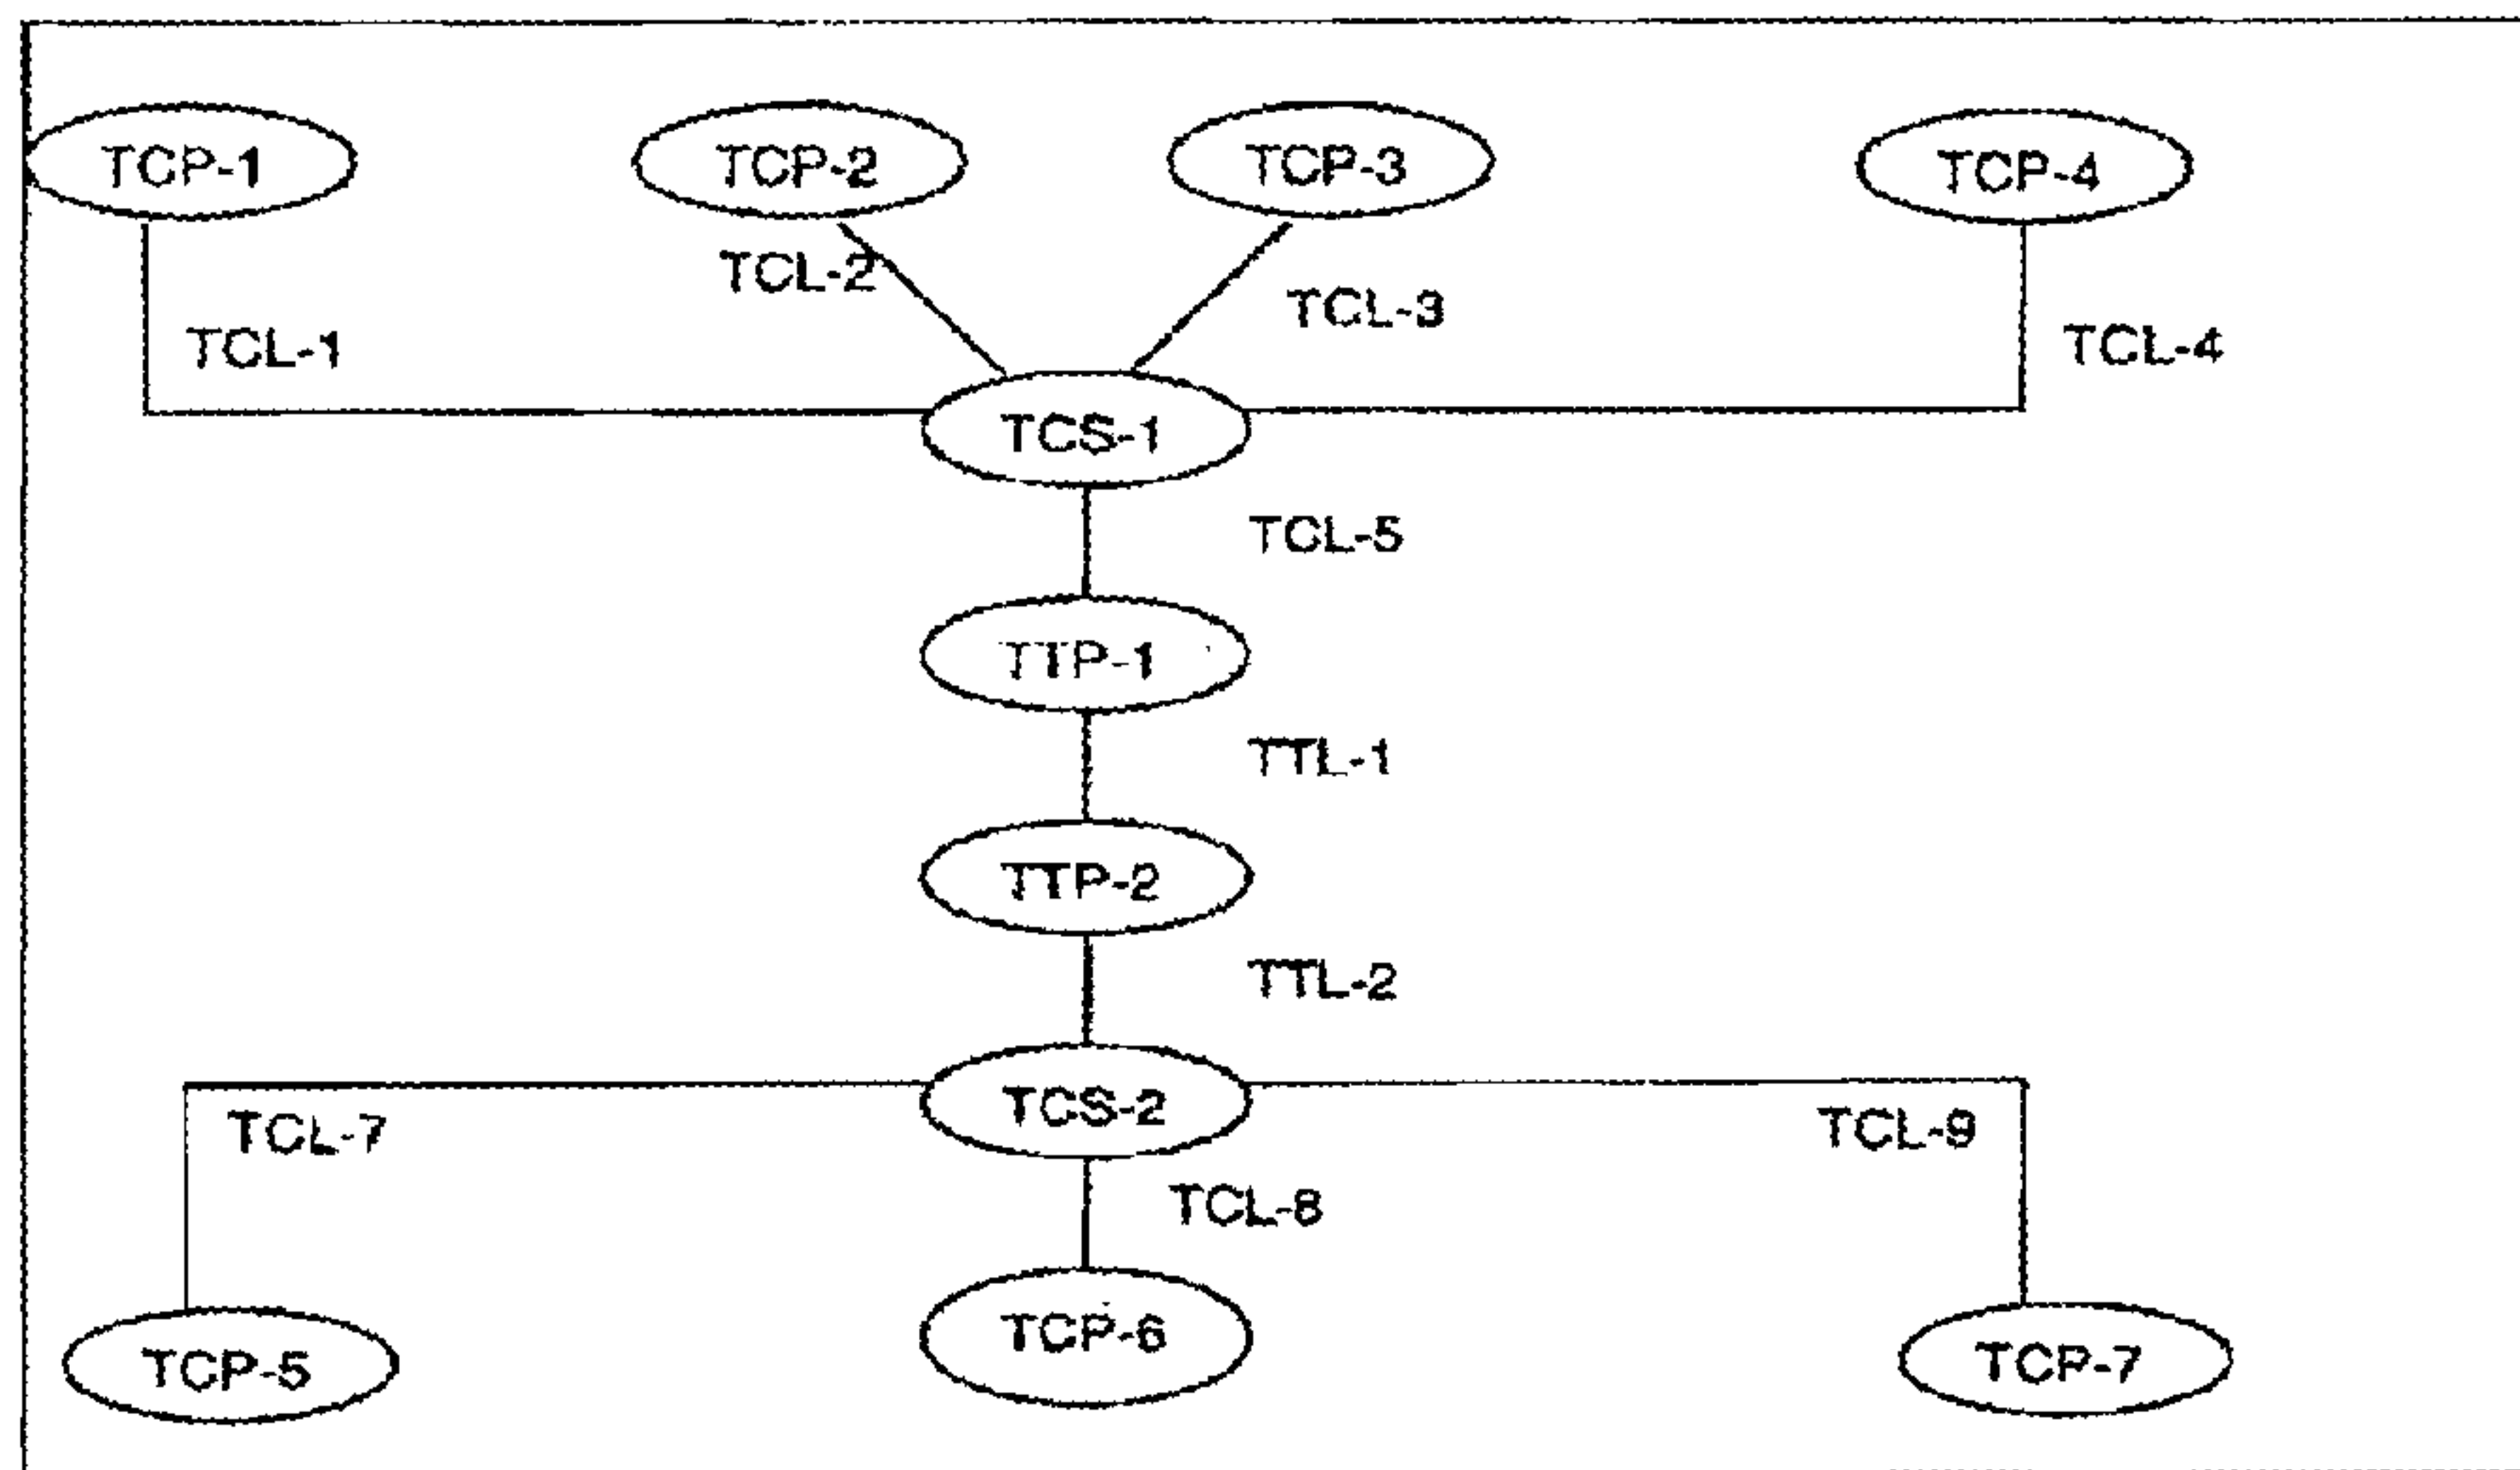 TCP-1
TCP-2
TCP-3
TCP-4
TCL-2
TCL-3
TCL-1
TCL-4
TCS-1
TCL-5
TTP-1
TTL-1
TTP-2
TTL-2
TCS-2
TCL-7
TCL-9
TCL-8
TCP-6
TCP-5
TCP-7